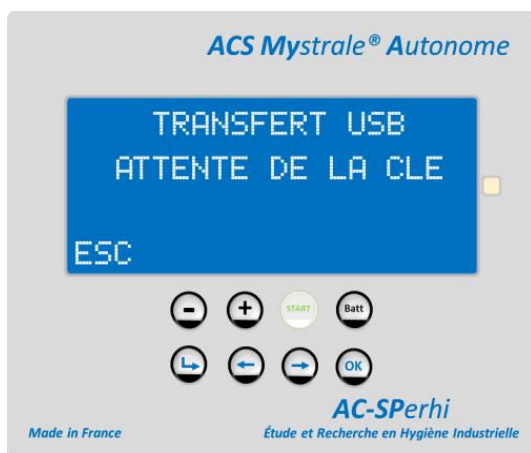 ACS Mystrale® Autonome
TRANSFERT USB
ATTENTE DE LA CLE
ESC
- + START Batt
OK
AC-SPerhi
Made in France Étude et Recherche en Hygiène Industrielle